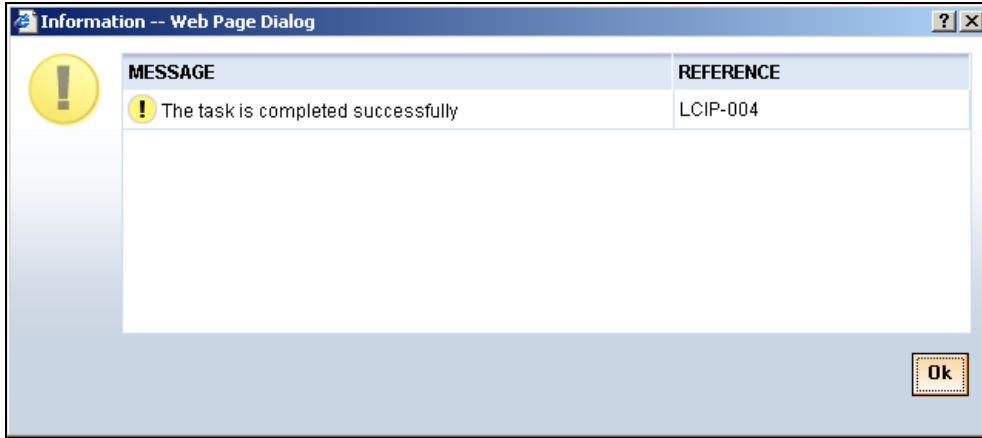 Information -- Web Page Dialog
MESSAGE REFERENCE
The task is completed successfully LCIP-004
Ok